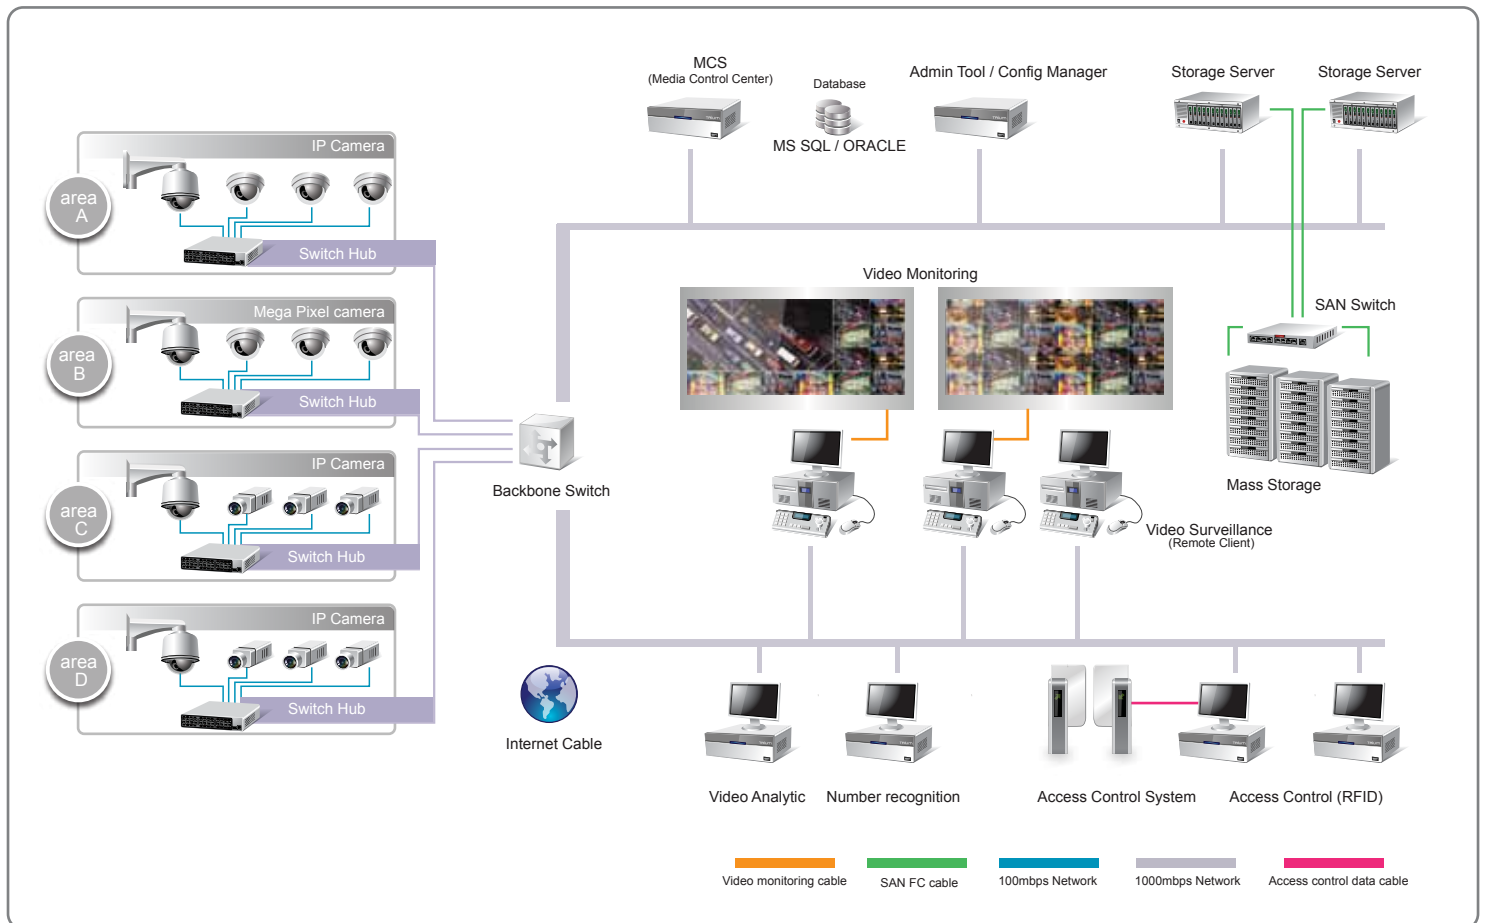 MCS
(Media Control Center)
Database
MS SQL / ORACLE
Admin Tool / Config Manager
Storage Server
Storage Server
IP Camera
area
A
Switch Hub
Mega Pixel camera
area
B
Switch Hub
IP Camera
area
C
Switch Hub
IP Camera
area
D
Switch Hub
Backbone Switch
Internet Cable
Video Monitoring
SAN Switch
Mass Storage
Video Surveillance
(Remote Client)
Video Analytic
Number recognition
Access Control System
Access Control (RFID)
Video monitoring cable
SAN FC cable
100mbps Network
1000mbps Network
Access control data cable